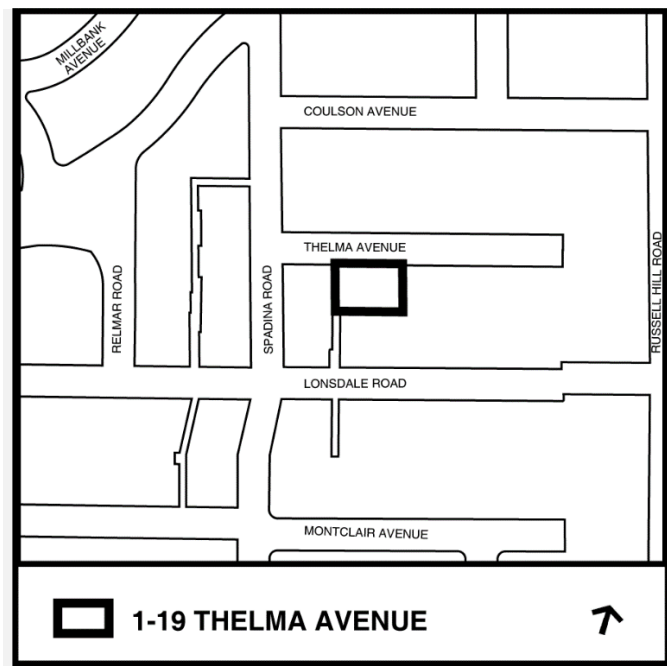 MILLBANK
AVENUE
COULSON AVENUE
THELMA AVENUE
RELMAR ROAD
SPADINA ROAD
RUSSELL HILL ROAD
LONSDALE ROAD
MONTCLAIR AVENUE
1-19 THELMA AVENUE